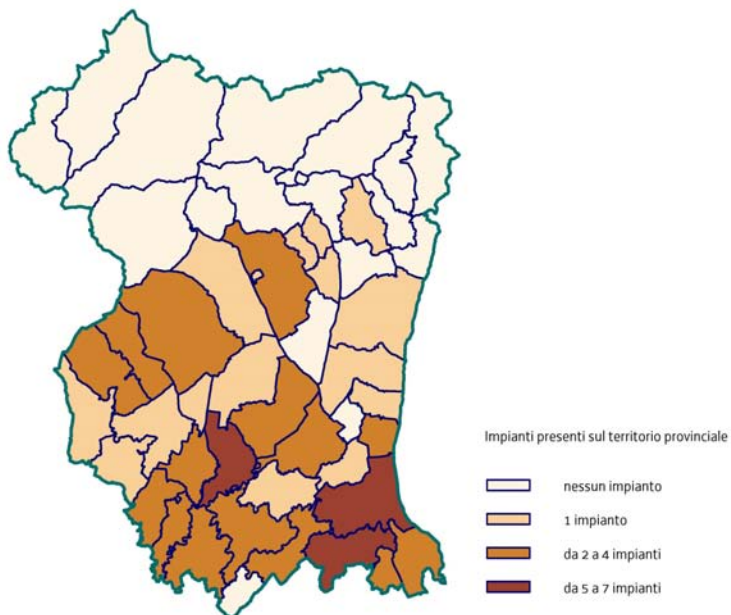 Impianti presenti sul territorio provinciale
nessun impianto
1 impianto
da 2 a 4 impianti
da 5 a 7 impianti